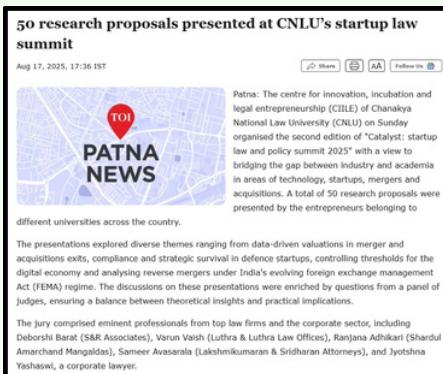 50 research proposals presented at CNLU's startup law
summit
Aug 17, 2025, 17:36 IST
Share
AA
Follow Us
TOI
PATNA
NEWS
Patna: The centre for innovation, incubation and
legal entrepreneurship (CIILE) of Chanakya
National Law University (CNLU) on Sunday
organised the second edition of "Catalyst: startup
law and policy summit 2025" with a view to
bridging the gap between industry and academia
in areas of technology, startups, mergers and
acquisitions. A total of 50 research proposals were
presented by the entrepreneurs belonging to
different universities across the country.
The presentations explored diverse themes ranging from data-driven valuations in merger and
acquisitions exits, compliance and strategic survival in defence startups, controlling thresholds for the
digital economy and analysing reverse mergers under India's evolving foreign exchange management
Act (FEMA) regime. The discussions on these presentations were enriched by questions from a panel of
judges, ensuring a balance between theoretical insights and practical implications.
The jury comprised eminent professionals from top law firms and the corporate sector, including
Deborshi Barat (S&R Associates), Varun Vaish (Luthra & Luthra Law Offices), Ranjana Adhikari (Shardul
Amarchand Mangaldas), Sameer Avasarala (Lakshmikumaran & Sridharan Attorneys), and Jyotshna
Yashaswi, a corporate lawyer.